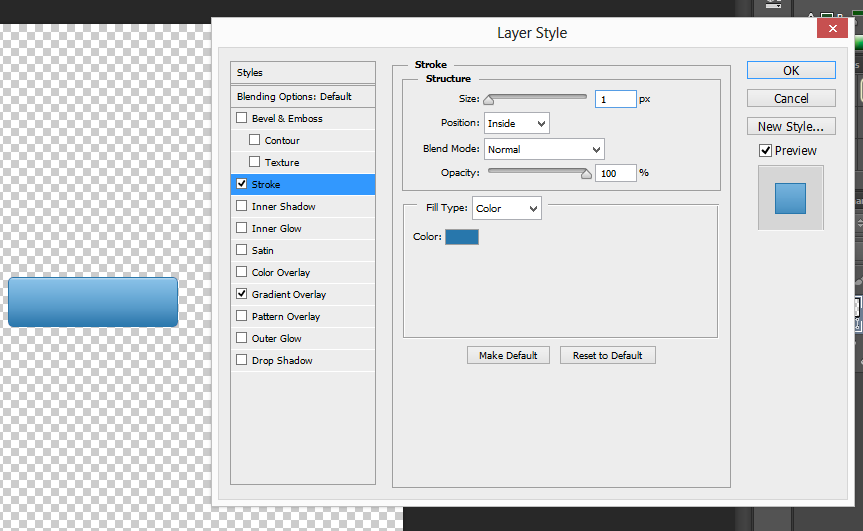 Layer Style
Styles
Blending Options: Default
Bevel & Emboss
Contour
Texture
Stroke
Inner Shadow
Inner Glow
Satin
Color Overlay
Gradient Overlay
Pattern Overlay
Outer Glow
Drop Shadow
Stroke
Structure
Size: 1 px
Position: Inside
Blend Mode: Normal
Opacity: 100 %
Fill Type: Color
Color:
Make Default Reset to Default
OK
Cancel
New Style...
Preview